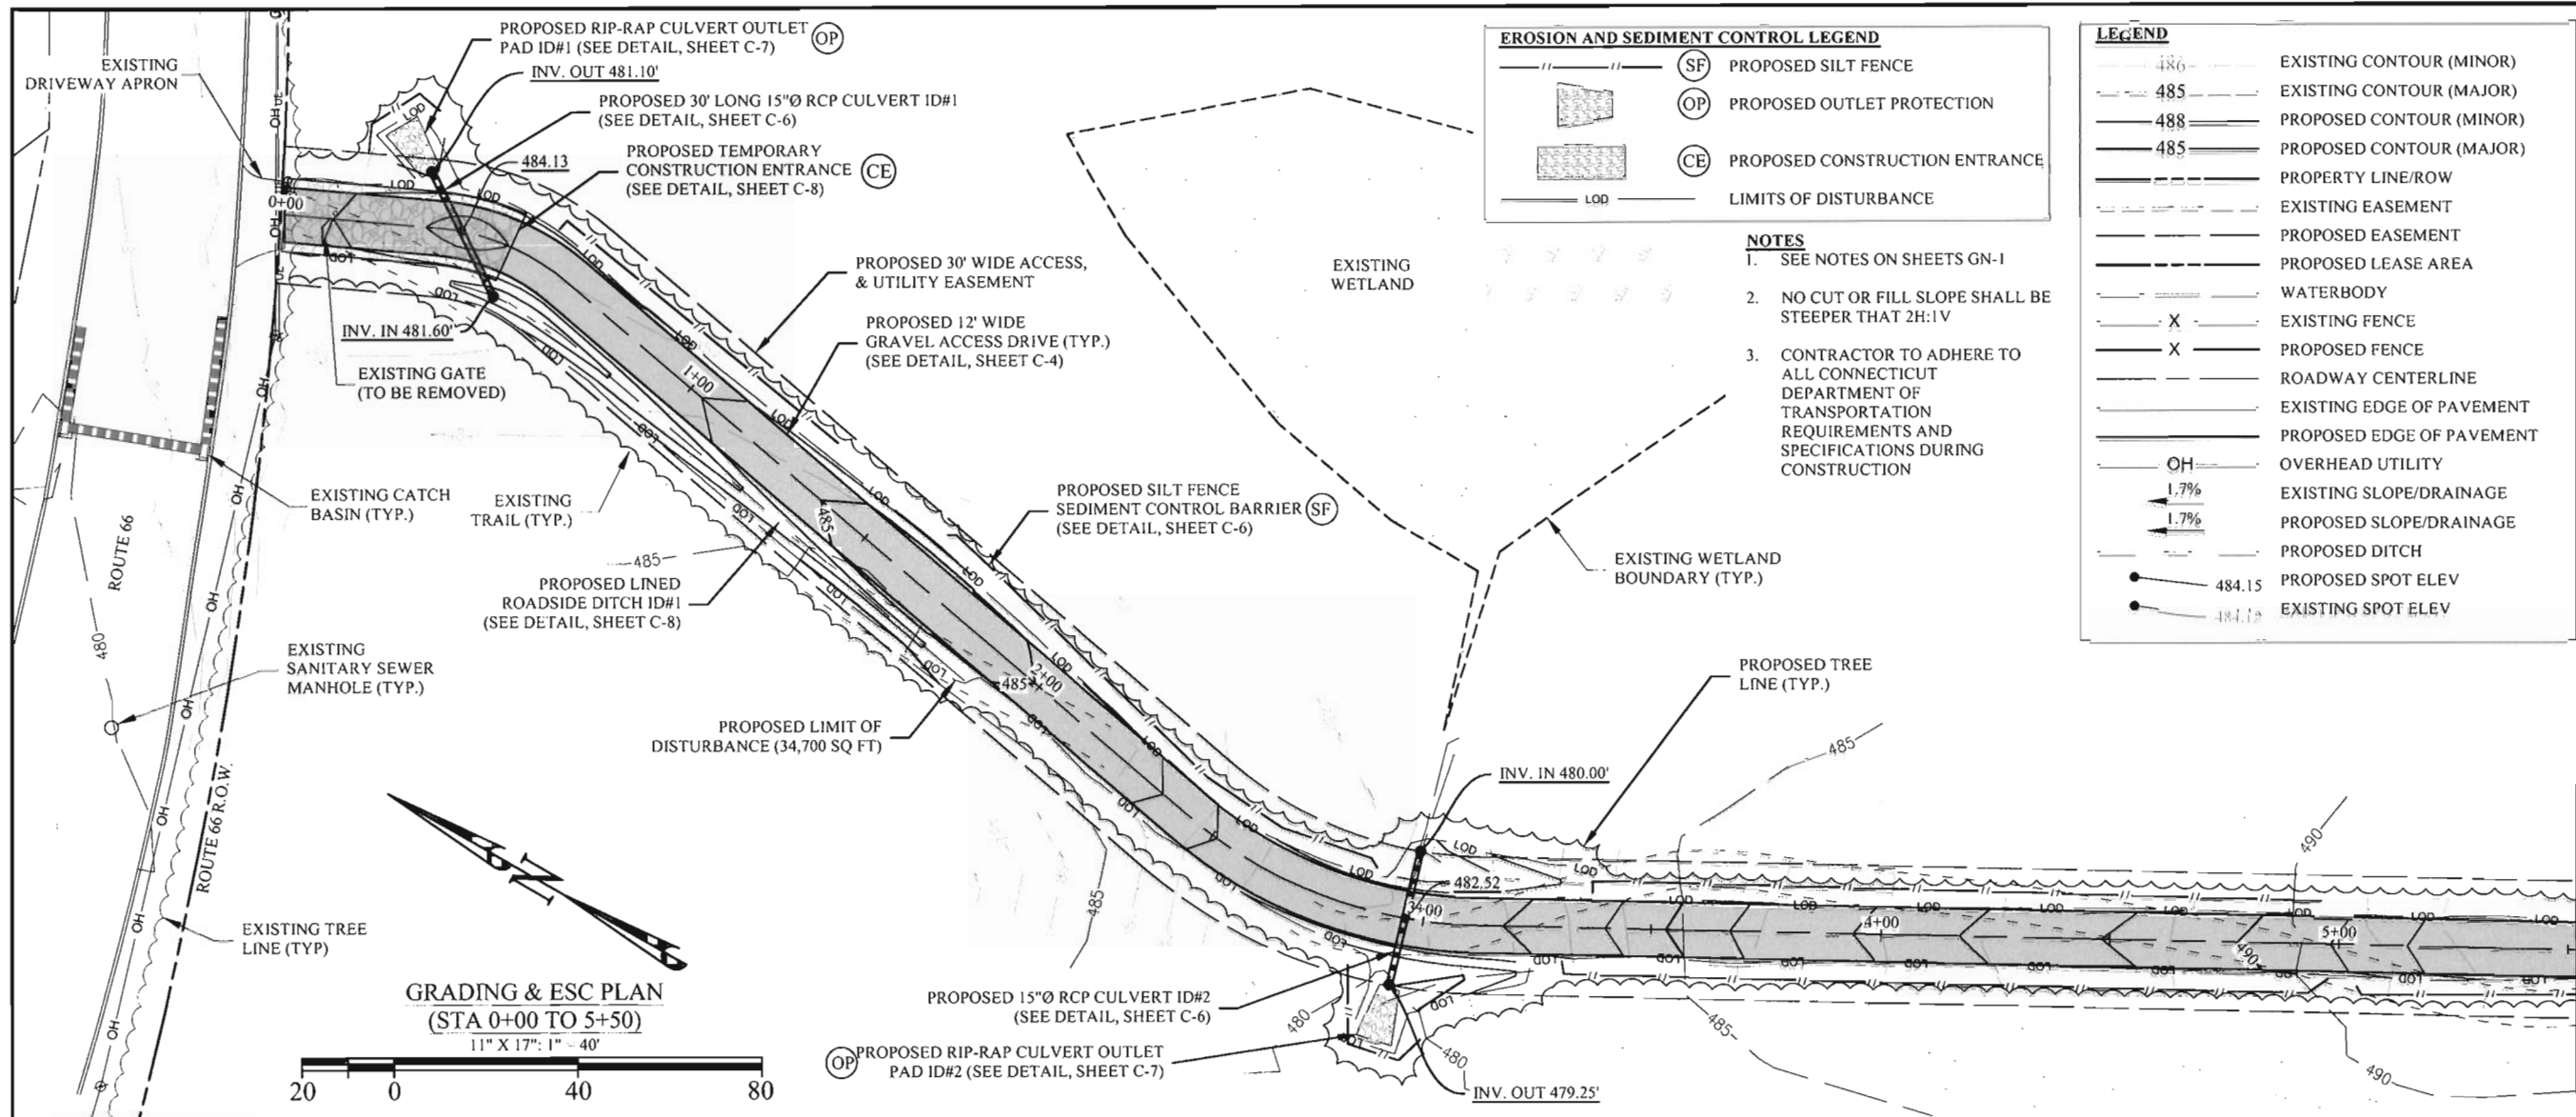 PROPOSED RIP-RAP CULVERT OUTLET
PAD ID#1 (SEE DETAIL, SHEET C-7)
OP
EXISTING
DRIVEWAY APRON
INV. OUT 481.10'
PROPOSED 30' LONG 15"Ø RCP CULVERT ID#1
(SEE DETAIL, SHEET C-6)
484.13
PROPOSED TEMPORARY
CONSTRUCTION ENTRANCE
(SEE DETAIL, SHEET C-8)
CE
0+00
INV. IN 481.60'
EXISTING GATE
(TO BE REMOVED)
PROPOSED 30' WIDE ACCESS,
& UTILITY EASEMENT
PROPOSED 12' WIDE
GRAVEL ACCESS DRIVE (TYP.)
(SEE DETAIL, SHEET C-4)
1+00
EXISTING CATCH
BASIN (TYP.)
EXISTING
TRAIL (TYP.)
PROPOSED SILT FENCE
SEDIMENT CONTROL BARRIER
(SEE DETAIL, SHEET C-6)
SF
485
485
PROPOSED LINED
ROADSIDE DITCH ID#1
(SEE DETAIL, SHEET C-8)
ROUTE 66
480
EXISTING
SANITARY SEWER
MANHOLE (TYP.)
2+00
485
PROPOSED LIMIT OF
DISTURBANCE (34,700 SQ FT)
ROUTE 66 R.O.W.
EXISTING TREE
LINE (TYP)
N
EXISTING
WETLAND
EXISTING WETLAND
BOUNDARY (TYP.)
PROPOSED TREE
LINE (TYP.)
INV. IN 480.00'
485
490
485
482.52
3+00
4+00
5+00
490
PROPOSED 15"Ø RCP CULVERT ID#2
(SEE DETAIL, SHEET C-6)
480
OP
PROPOSED RIP-RAP CULVERT OUTLET
PAD ID#2 (SEE DETAIL, SHEET C-7)
480
INV. OUT 479.25'
485
490
OH
LOD
GRADING & ESC PLAN
(STA 0+00 TO 5+50)
11" X 17": 1" = 40'
20 0 40 80
EROSION AND SEDIMENT CONTROL LEGEND
SF PROPOSED SILT FENCE
OP PROPOSED OUTLET PROTECTION
CE PROPOSED CONSTRUCTION ENTRANCE
LOD LIMITS OF DISTURBANCE
NOTES
1. SEE NOTES ON SHEETS GN-1
2. NO CUT OR FILL SLOPE SHALL BE
STEEPER THAT 2H:1V
3. CONTRACTOR TO ADHERE TO
ALL CONNECTICUT
DEPARTMENT OF
TRANSPORTATION
REQUIREMENTS AND
SPECIFICATIONS DURING
CONSTRUCTION
LEGEND
486 EXISTING CONTOUR (MINOR)
485 EXISTING CONTOUR (MAJOR)
488 PROPOSED CONTOUR (MINOR)
485 PROPOSED CONTOUR (MAJOR)
PROPERTY LINE/ROW
EXISTING EASEMENT
PROPOSED EASEMENT
PROPOSED LEASE AREA
WATERBODY
X EXISTING FENCE
X PROPOSED FENCE
ROADWAY CENTERLINE
EXISTING EDGE OF PAVEMENT
PROPOSED EDGE OF PAVEMENT
OH OVERHEAD UTILITY
1.7% EXISTING SLOPE/DRAINAGE
1.7% PROPOSED SLOPE/DRAINAGE
PROPOSED DITCH
484.15 PROPOSED SPOT ELEV
EXISTING SPOT ELEV